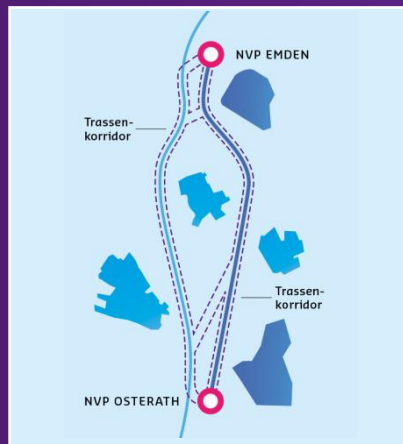 NVP EMDEN
Trassen-
korridor
Trassen-
korridor
NVP OSTERATH